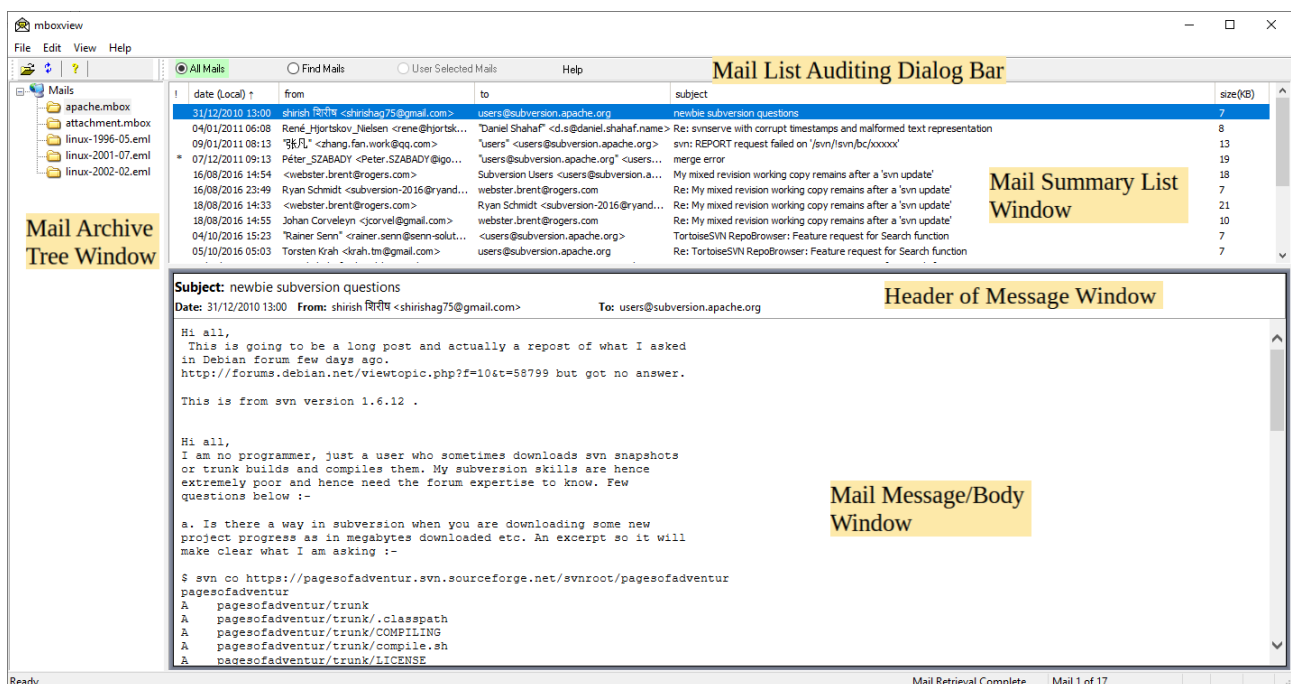 mboxview
File Edit View Help
All Mails Find Mails User Selected Mails Help Mail List Auditing Dialog Bar
Mails
apache.mbox
attachment.mbox
linux-1996-05.eml
linux-2001-07.eml
linux-2002-02.eml
Mail Archive
Tree Window
! date (Local) ↑ from to subject size(KB)
31/12/2010 13:00 shirish शिरीष <shirishag75@gmail.com> users@subversion.apache.org newbie subversion questions 7
04/01/2011 06:08 René_Hjortskov_Nielsen <rene@hjortsk... "Daniel Shahaf" <d.s@daniel.shahaf.name> Re: svnserve with corrupt timestamps and malformed text representation 8
09/01/2011 08:13 "张凡" <zhang.fan.work@qq.com> "users" <users@subversion.apache.org> svn: REPORT request failed on '/svn/!svn/bc/xxxxx' 13
* 07/12/2011 09:13 Péter_SZABADY <Peter.SZABADY@igo... "users@subversion.apache.org" <users... merge error 19
16/08/2016 14:54 <webster.brent@rogers.com> Subversion Users <users@subversion.a... My mixed revision working copy remains after a 'svn update' 18
16/08/2016 23:49 Ryan Schmidt <subversion-2016@ryand... webster.brent@rogers.com Re: My mixed revision working copy remains after a 'svn update' 7
18/08/2016 14:33 <webster.brent@rogers.com> Ryan Schmidt <subversion-2016@ryand... Re: My mixed revision working copy remains after a 'svn update' 21
18/08/2016 14:55 Johan Corveleyn <jcorvel@gmail.com> webster.brent@rogers.com Re: My mixed revision working copy remains after a 'svn update' 10
04/10/2016 15:23 "Rainer Senn" <rainer.senn@senn-solut... <users@subversion.apache.org> TortoiseSVN RepoBrowser: Feature request for Search function 7
05/10/2016 05:03 Torsten Krah <krah.tm@gmail.com> users@subversion.apache.org Re: TortoiseSVN RepoBrowser: Feature request for Search function 7
Mail Summary List
Window
Subject: newbie subversion questions
Date: 31/12/2010 13:00 From: shirish शिरीष <shirishag75@gmail.com> To: users@subversion.apache.org
Header of Message Window
Hi all,
This is going to be a long post and actually a repost of what I asked
in Debian forum few days ago.
http://forums.debian.net/viewtopic.php?f=10&t=58799 but got no answer.
This is from svn version 1.6.12 .
Hi all,
I am no programmer, just a user who sometimes downloads svn snapshots
or trunk builds and compiles them. My subversion skills are hence
extremely poor and hence need the forum expertise to know. Few
questions below :-
a. Is there a way in subversion when you are downloading some new
project progress as in megabytes downloaded etc. An excerpt so it will
make clear what I am asking :-
$ svn co https://pagesofadventur.svn.sourceforge.net/svnroot/pagesofadventur
pagesofadventur
A pagesofadventur/trunk
A pagesofadventur/trunk/.classpath
A pagesofadventur/trunk/COMPILING
A pagesofadventur/trunk/compile.sh
A pagesofadventur/trunk/LICENSE
Mail Message/Body
Window
Ready Mail Retrieval Complete Mail 1 of 17